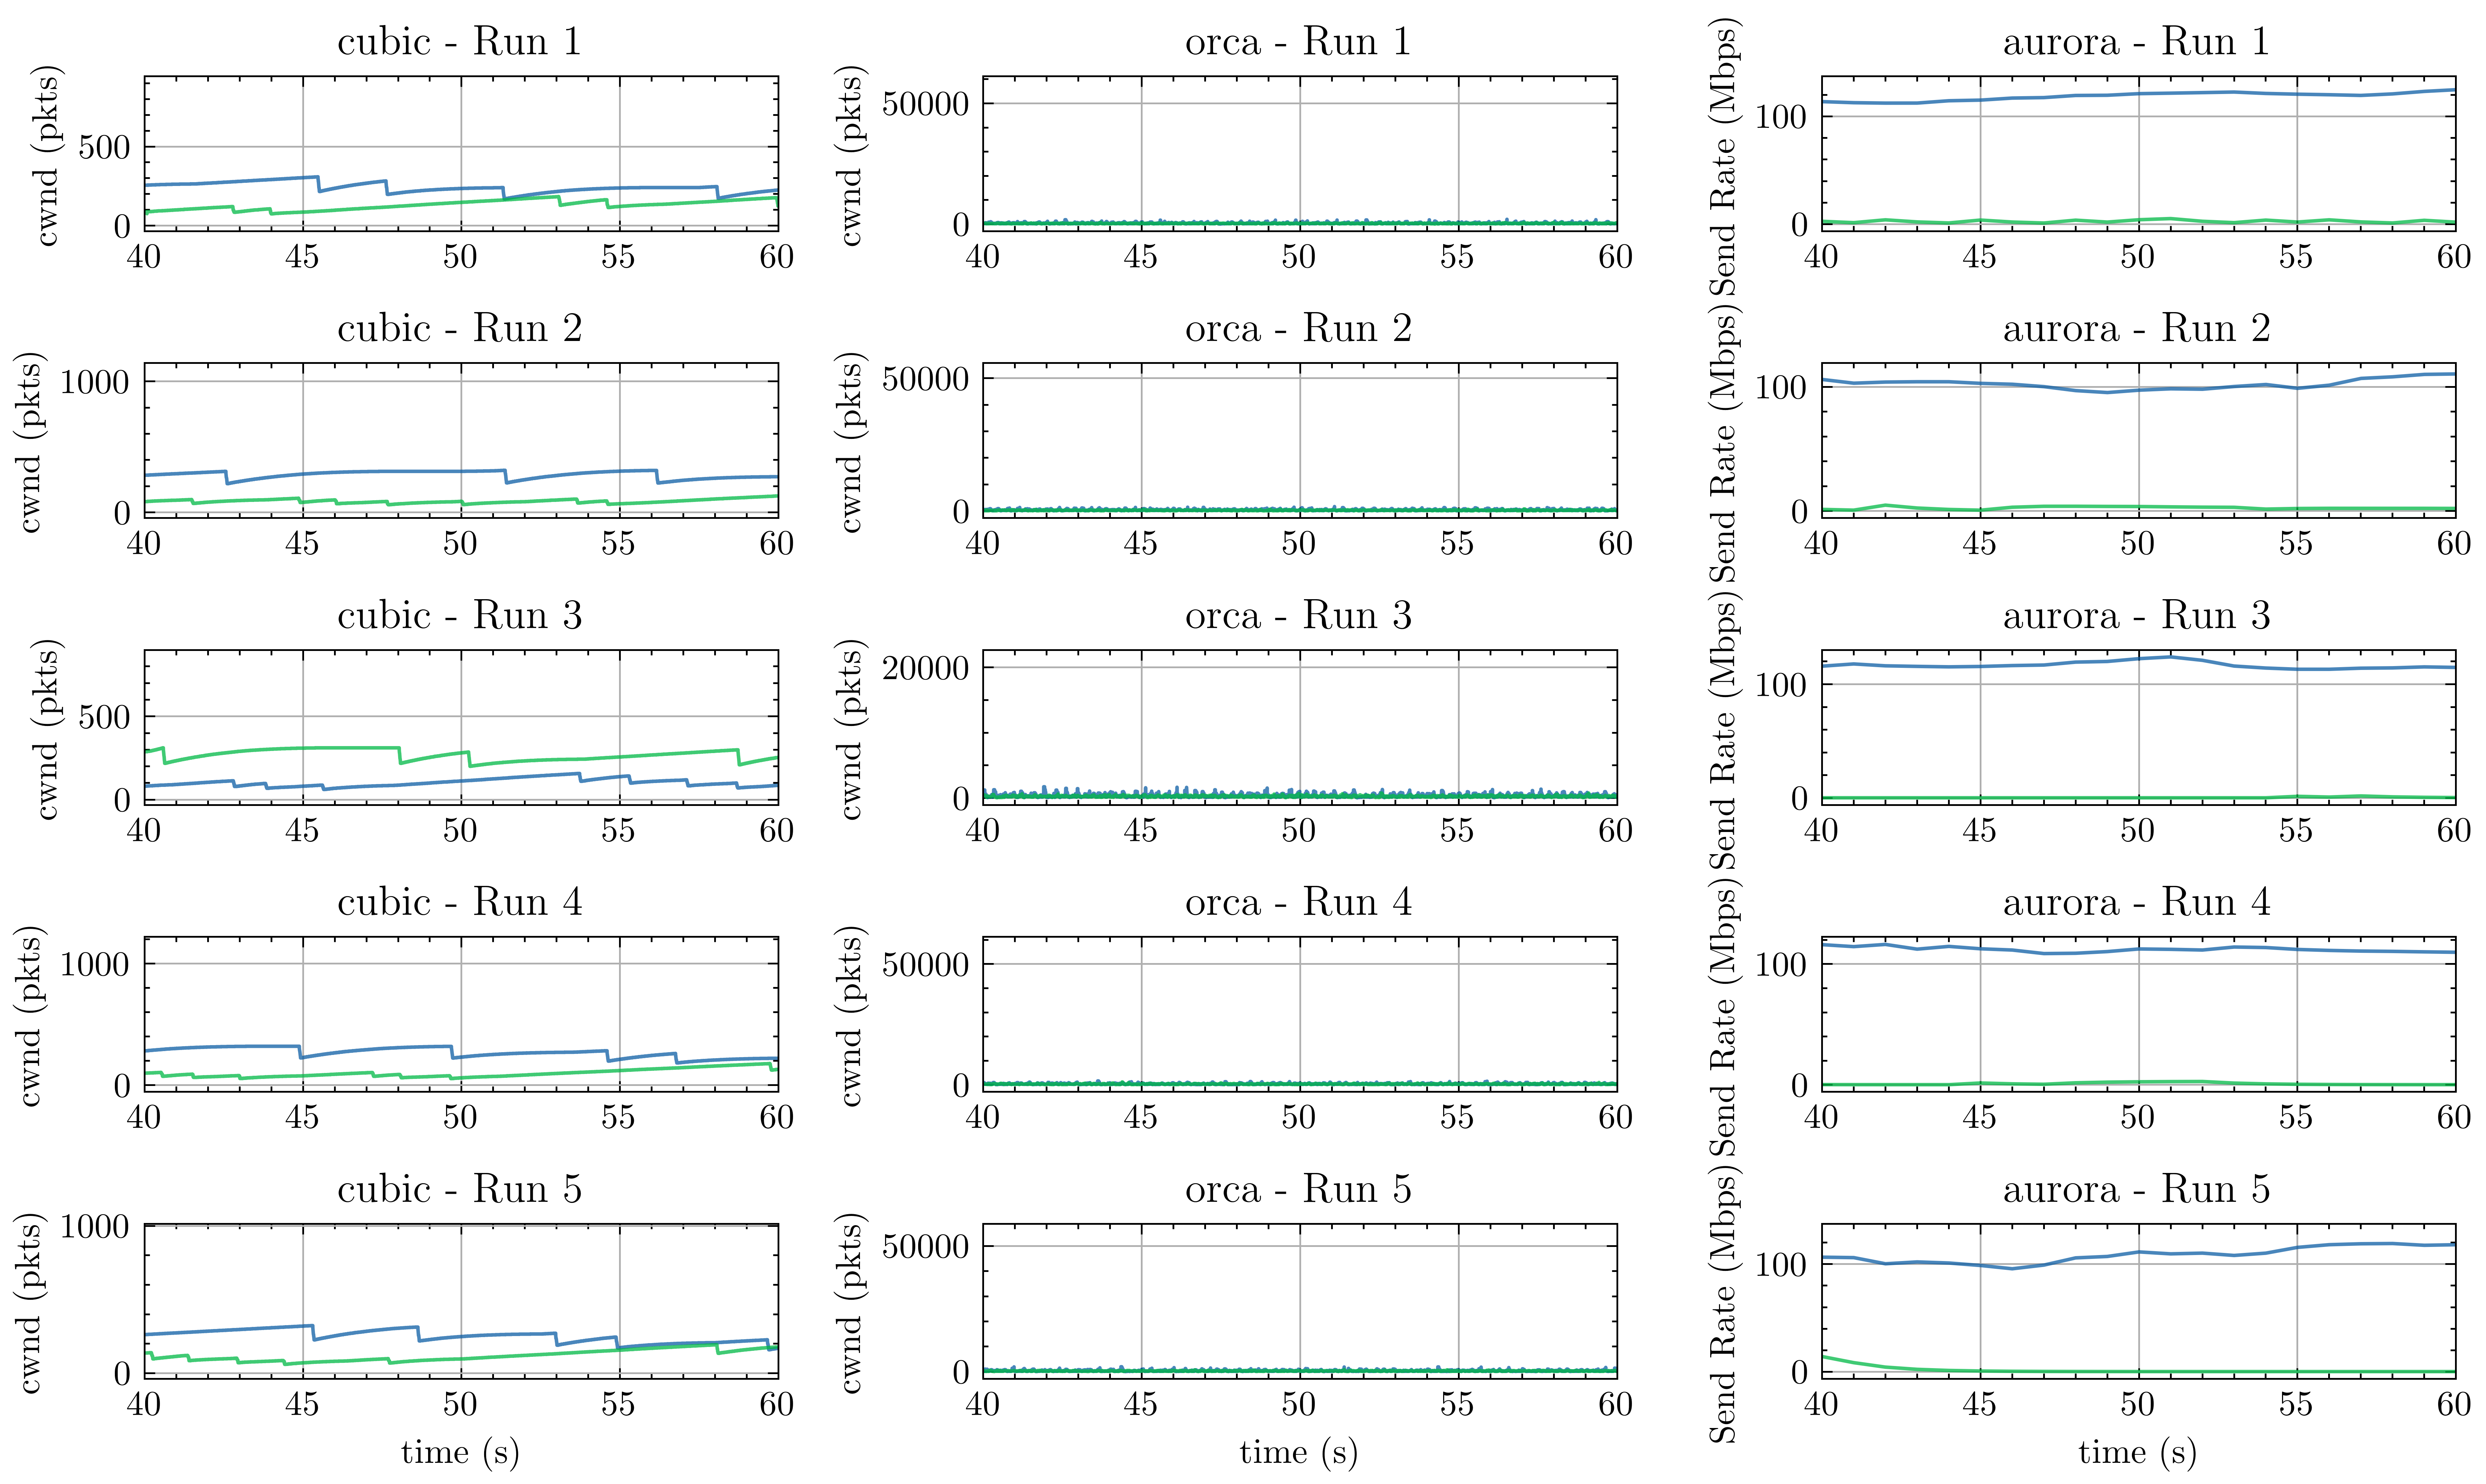 cubic - Run 1
cwnd (pkts)
500
0
40 45 50 55 60
orca - Run 1
cwnd (pkts)
50000
0
40 45 50 55 60
aurora - Run 1
Send Rate (Mbps)
100
0
40 45 50 55 60
cubic - Run 2
cwnd (pkts)
1000
0
40 45 50 55 60
orca - Run 2
cwnd (pkts)
50000
0
40 45 50 55 60
aurora - Run 2
Send Rate (Mbps)
100
0
40 45 50 55 60
cubic - Run 3
cwnd (pkts)
500
0
40 45 50 55 60
orca - Run 3
cwnd (pkts)
20000
0
40 45 50 55 60
aurora - Run 3
Send Rate (Mbps)
100
0
40 45 50 55 60
cubic - Run 4
cwnd (pkts)
1000
0
40 45 50 55 60
orca - Run 4
cwnd (pkts)
50000
0
40 45 50 55 60
aurora - Run 4
Send Rate (Mbps)
100
0
40 45 50 55 60
cubic - Run 5
cwnd (pkts)
1000
0
40 45 50 55 60
time (s)
orca - Run 5
cwnd (pkts)
50000
0
40 45 50 55 60
time (s)
aurora - Run 5
Send Rate (Mbps)
100
0
40 45 50 55 60
time (s)